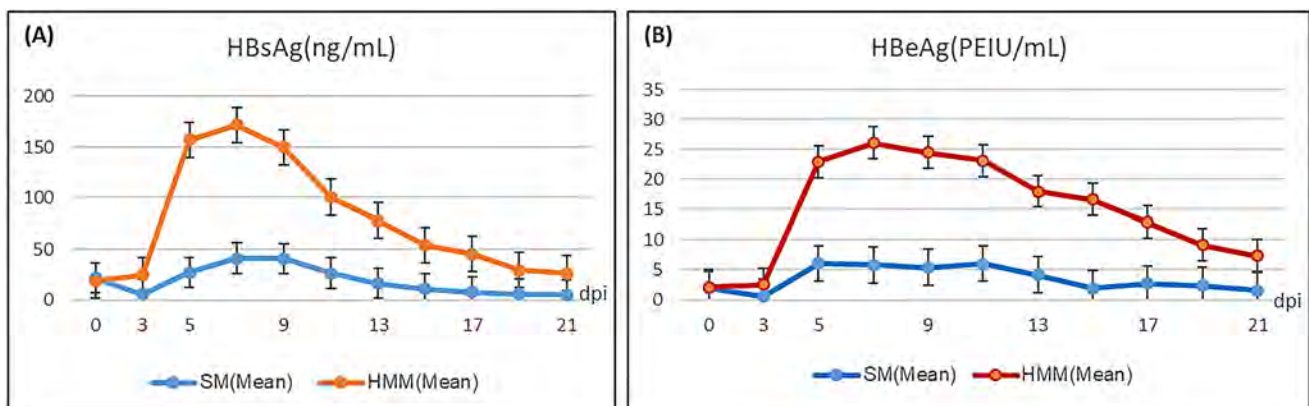 (A)
HBsAg(ng/mL)
200
150
100
50
0
0 3 5 9 13 17 21
dpi
SM(Mean) HMM(Mean)
(B)
HBeAg(PEIU/mL)
35
30
25
20
15
10
5
0
0 3 5 9 13 17 21
dpi
SM(Mean) HMM(Mean)